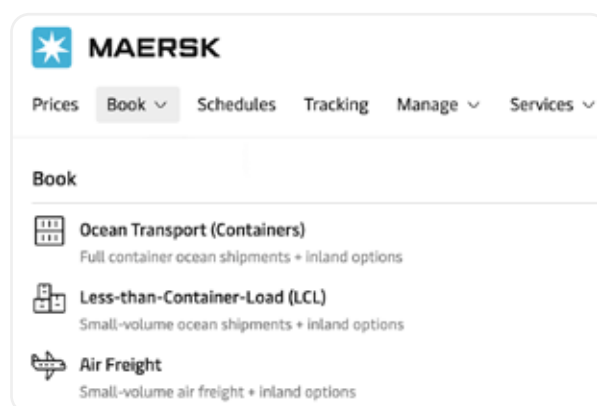 MAERSK
Prices Book Schedules Tracking Manage Services
Book
Ocean Transport (Containers)
Full container ocean shipments + inland options
Less-than-Container-Load (LCL)
Small-volume ocean shipments + inland options
Air Freight
Small-volume air freight + inland options